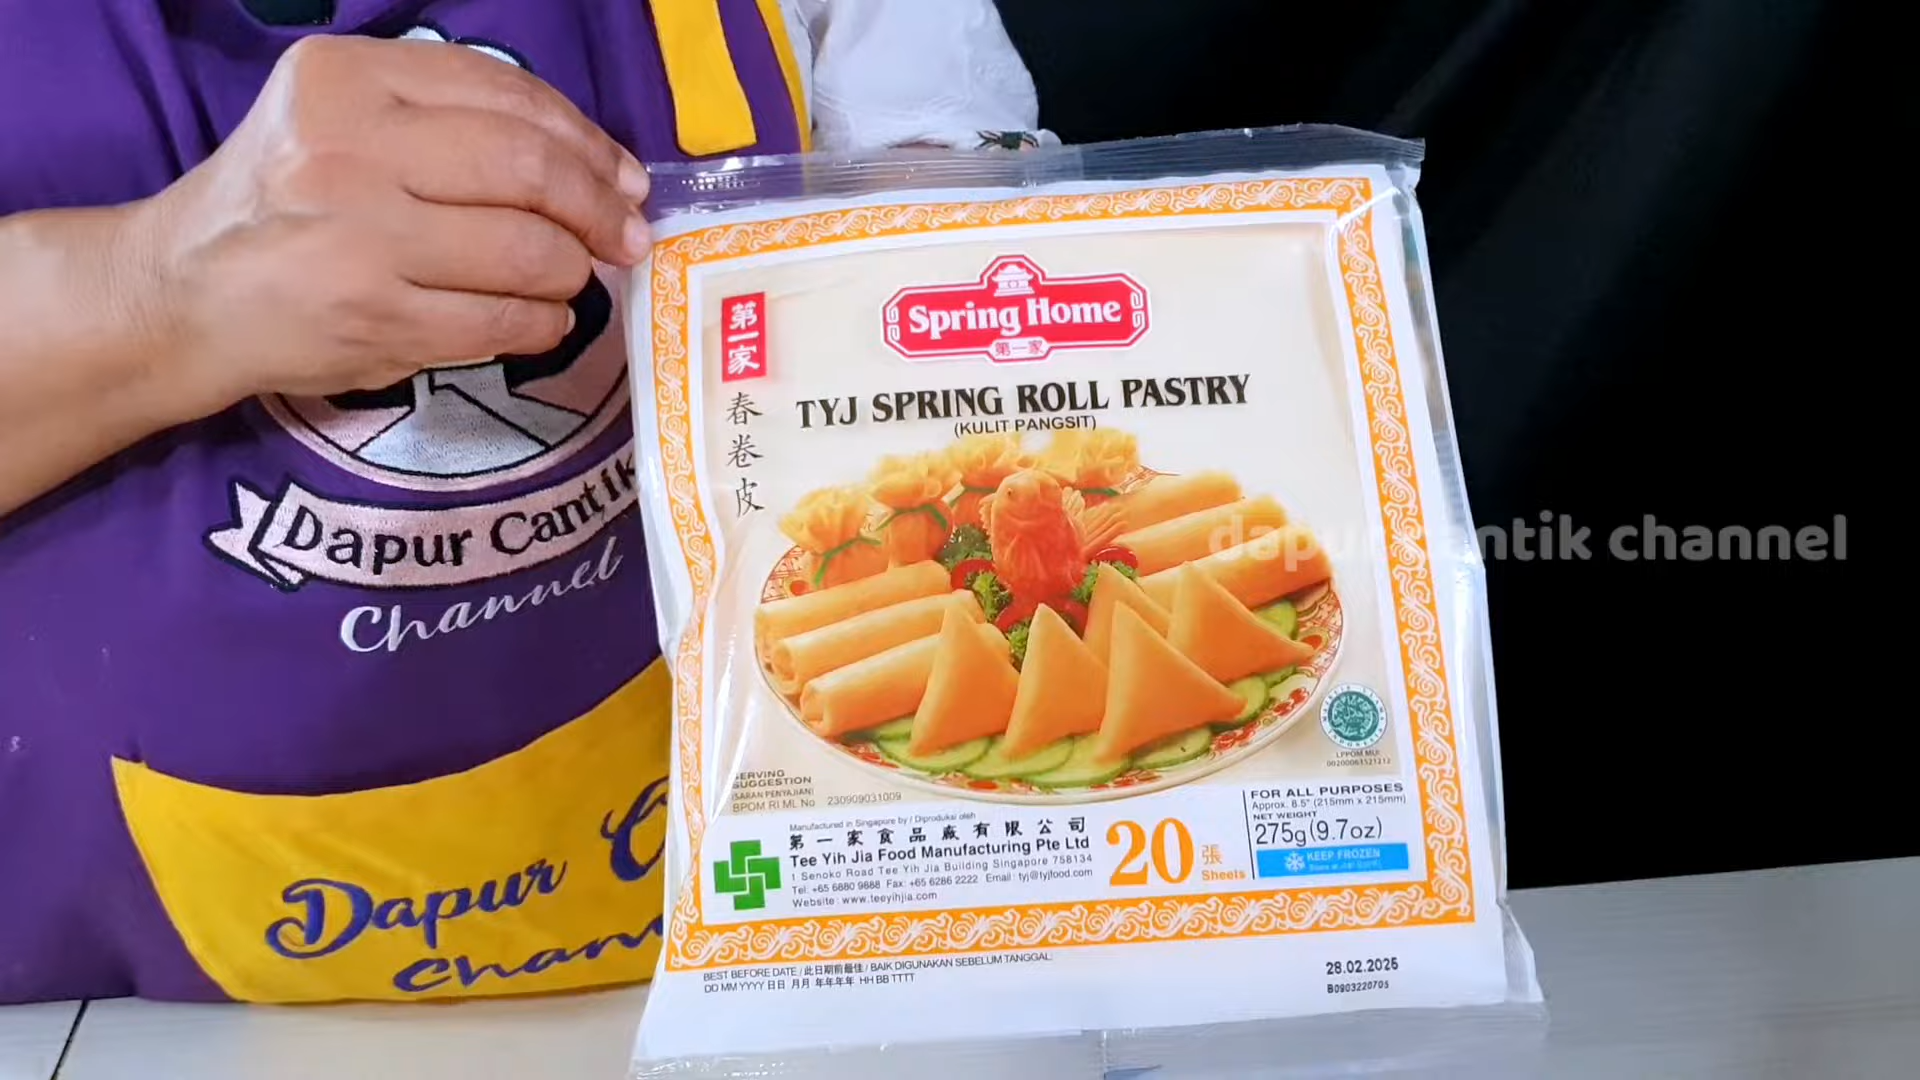 Dapur Cantik
Channel
Dapur
Spring Home
第一家
第一家
春卷皮
TYJ SPRING ROLL PASTRY
(KULIT PANGSIT)
dapur cantik channel
LPPOM MUI
00200063521212
SERVING
SUGGESTION
(SARAN PENYAJIAN)
BPOM RI ML No 230909031009
Manufactured in Singapore by / Diproduksi oleh
第一家食品廠有限公司
Tee Yih Jia Food Manufacturing Pte Ltd
1 Senoko Road Tee Yih Jia Building Singapore 758134
Tel: +65 6880 9888 Fax: +65 6286 2222 Email: tyj@tyjfood.com
Website: www.teeyihjia.com
20 張
Sheets
FOR ALL PURPOSES
Approx. 8.5" (215mm x 215mm)
NET WEIGHT
275g (9.7oz)
KEEP FROZEN
BEST BEFORE DATE / 此日期前最佳 / BAIK DIGUNAKAN SEBELUM TANGGAL:
DD MM YYYY 日日 月月 年年年年 HH BB TTTT
28.02.2025
B0903220705